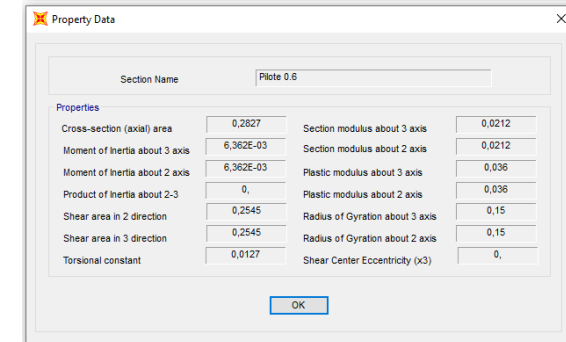 Property Data
Section Name Pilote 0.6
Properties
Cross-section (axial) area 0,2827 Section modulus about 3 axis 0,0212
Moment of Inertia about 3 axis 6,362E-03 Section modulus about 2 axis 0,0212
Moment of Inertia about 2 axis 6,362E-03 Plastic modulus about 3 axis 0,036
Product of Inertia about 2-3 0, Plastic modulus about 2 axis 0,036
Shear area in 2 direction 0,2545 Radius of Gyration about 3 axis 0,15
Shear area in 3 direction 0,2545 Radius of Gyration about 2 axis 0,15
Torsional constant 0,0127 Shear Center Eccentricity (x3) 0,
OK